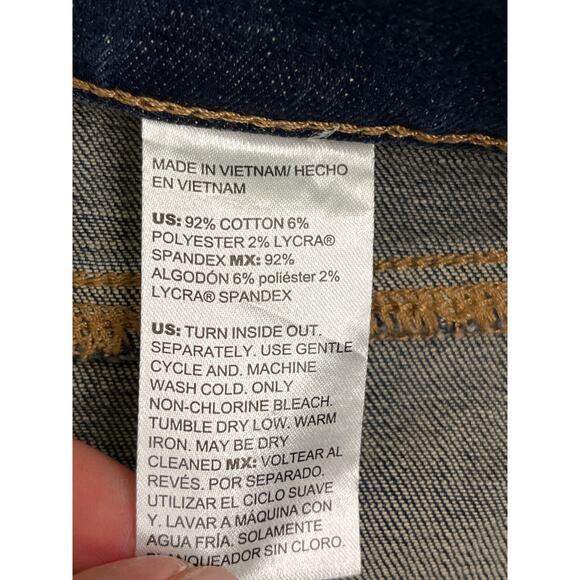 MADE IN VIETNAM/ HECHO
EN VIETNAM
US: 92% COTTON 6%
POLYESTER 2% LYCRA®
SPANDEX MX: 92%
ALGODÓN 6% poliéster 2%
LYCRA® SPANDEX
US: TURN INSIDE OUT.
SEPARATELY. USE GENTLE
CYCLE AND. MACHINE
WASH COLD. ONLY
NON-CHLORINE BLEACH.
TUMBLE DRY LOW. WARM
IRON. MAY BE DRY
CLEANED MX: VOLTEAR AL
REVÉS. POR SEPARADO.
UTILIZAR EL CICLO SUAVE
Y. LAVAR A MÁQUINA CON
AGUA FRÍA. SOLAMENTE
BLANQUEADOR SIN CLORO.